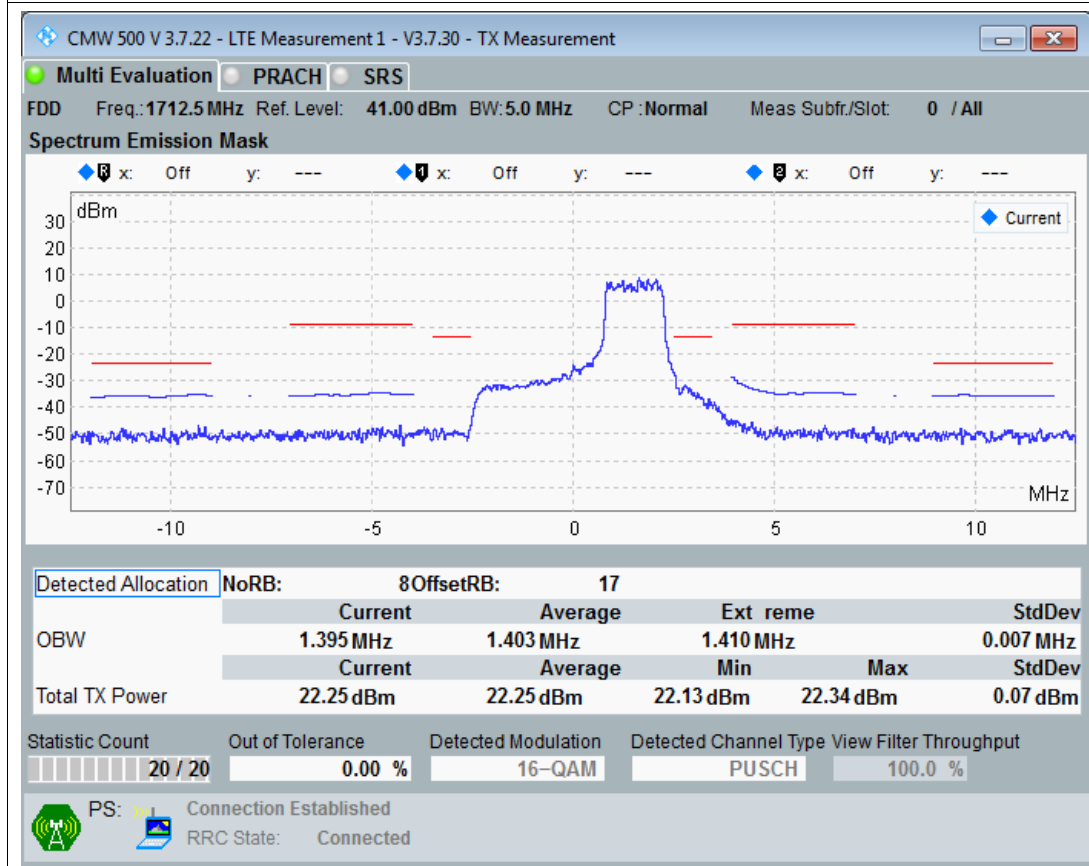 CMW 500 V 3.7.22 - LTE Measurement 1 - V3.7.30 - TX Measurement
Multi Evaluation PRACH SRS
FDD Freq.: 1712.5 MHz Ref. Level: 41.00 dBm BW: 5.0 MHz CP : Normal Meas Subfr./Slot: 0 / All
Spectrum Emission Mask
R x: Off y: --- 1 x: Off y: --- 2 x: Off y: ---
dBm
Current
30
20
10
0
-10
-20
-30
-40
-50
-60
-70
MHz
-10 -5 0 5 10
Detected Allocation NoRB: 8 OffsetRB: 17
Current Average Ext reme StdDev
OBW 1.395 MHz 1.403 MHz 1.410 MHz 0.007 MHz
Current Average Min Max StdDev
Total TX Power 22.25 dBm 22.25 dBm 22.13 dBm 22.34 dBm 0.07 dBm
Statistic Count Out of Tolerance Detected Modulation Detected Channel Type View Filter Throughput
20 / 20 0.00 % 16-QAM PUSCH 100.0 %
PS: Connection Established
RRC State: Connected